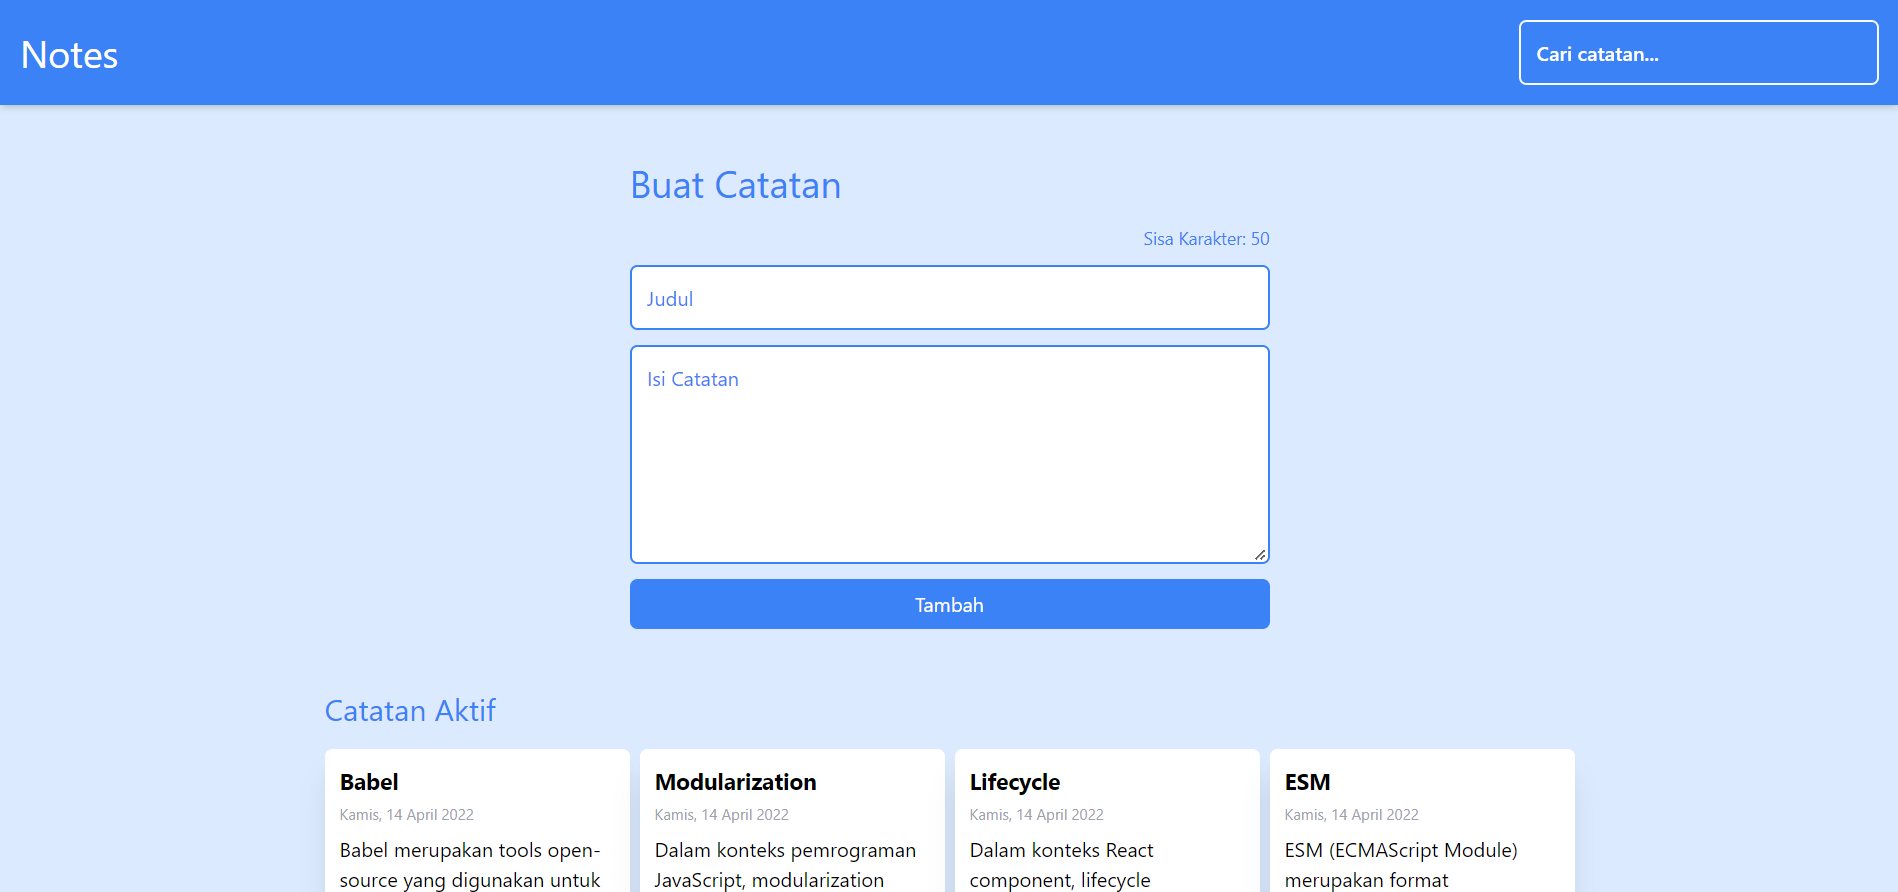 Notes
Cari catatan...
Buat Catatan
Sisa Karakter: 50
Judul
Isi Catatan
Tambah
Catatan Aktif
Babel
Kamis, 14 April 2022
Babel merupakan tools open-
source yang digunakan untuk
Modularization
Kamis, 14 April 2022
Dalam konteks pemrograman
JavaScript, modularization
Lifecycle
Kamis, 14 April 2022
Dalam konteks React
component, lifecycle
ESM
Kamis, 14 April 2022
ESM (ECMAScript Module)
merupakan format